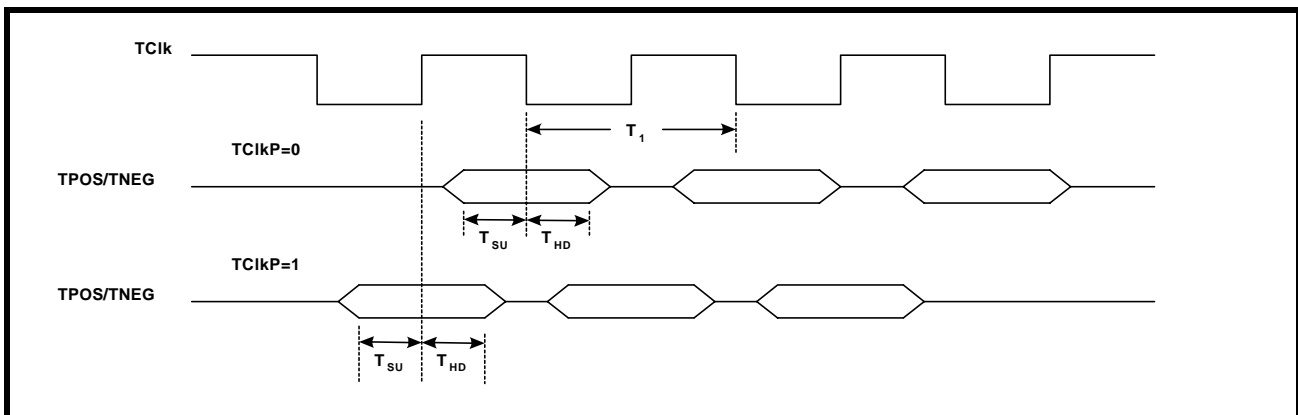 TClk
T1
TClkP=0
TPOS/TNEG
TSU THD
TClkP=1
TPOS/TNEG
TSU THD